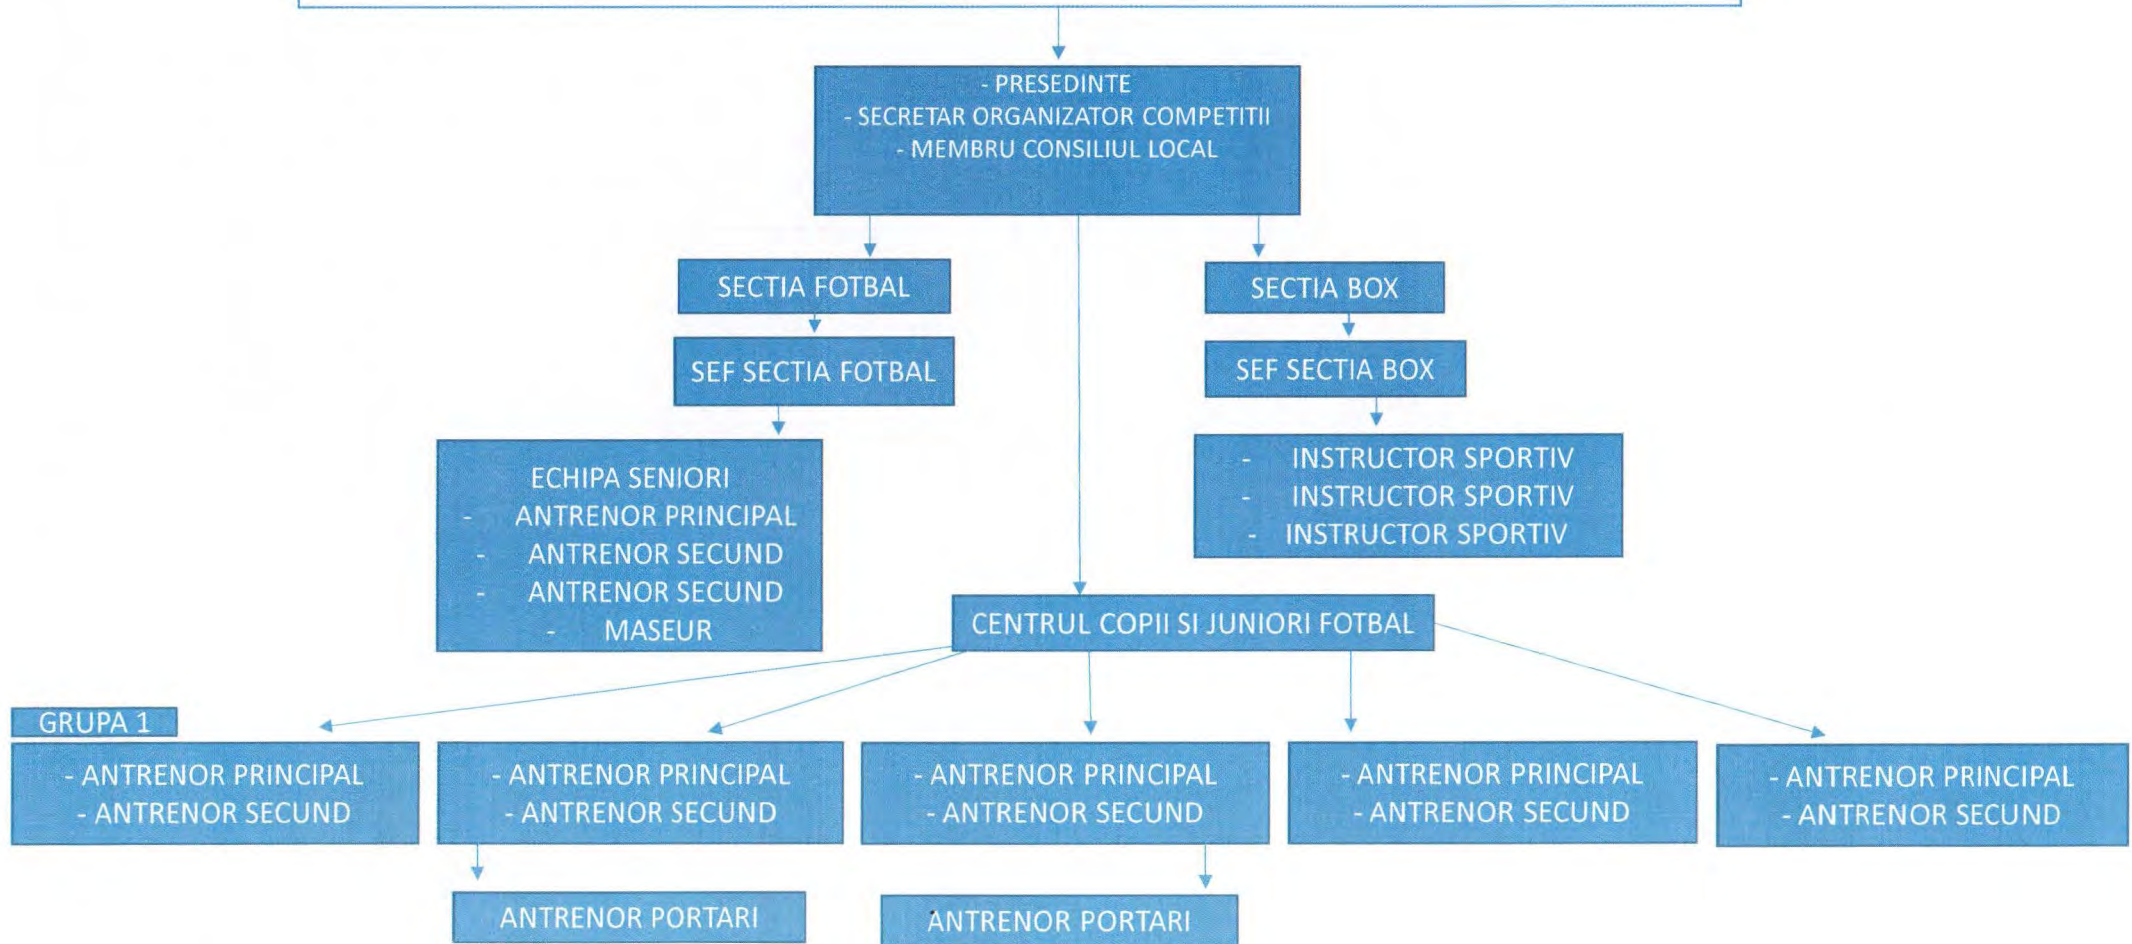 - PRESEDINTE
- SECRETAR ORGANIZATOR COMPETITII
- MEMBRU CONSILIUL LOCAL
SECTIA FOTBAL
SECTIA BOX
SEF SECTIA FOTBAL
SEF SECTIA BOX
ECHIPA SENIORI
- ANTRENOR PRINCIPAL
- ANTRENOR SECUND
- ANTRENOR SECUND
- MASEUR
- INSTRUCTOR SPORTIV
- INSTRUCTOR SPORTIV
- INSTRUCTOR SPORTIV
CENTRUL COPII SI JUNIORI FOTBAL
GRUPA 1
- ANTRENOR PRINCIPAL
- ANTRENOR SECUND
- ANTRENOR PRINCIPAL
- ANTRENOR SECUND
- ANTRENOR PRINCIPAL
- ANTRENOR SECUND
- ANTRENOR PRINCIPAL
- ANTRENOR SECUND
- ANTRENOR PRINCIPAL
- ANTRENOR SECUND
ANTRENOR PORTARI
ANTRENOR PORTARI